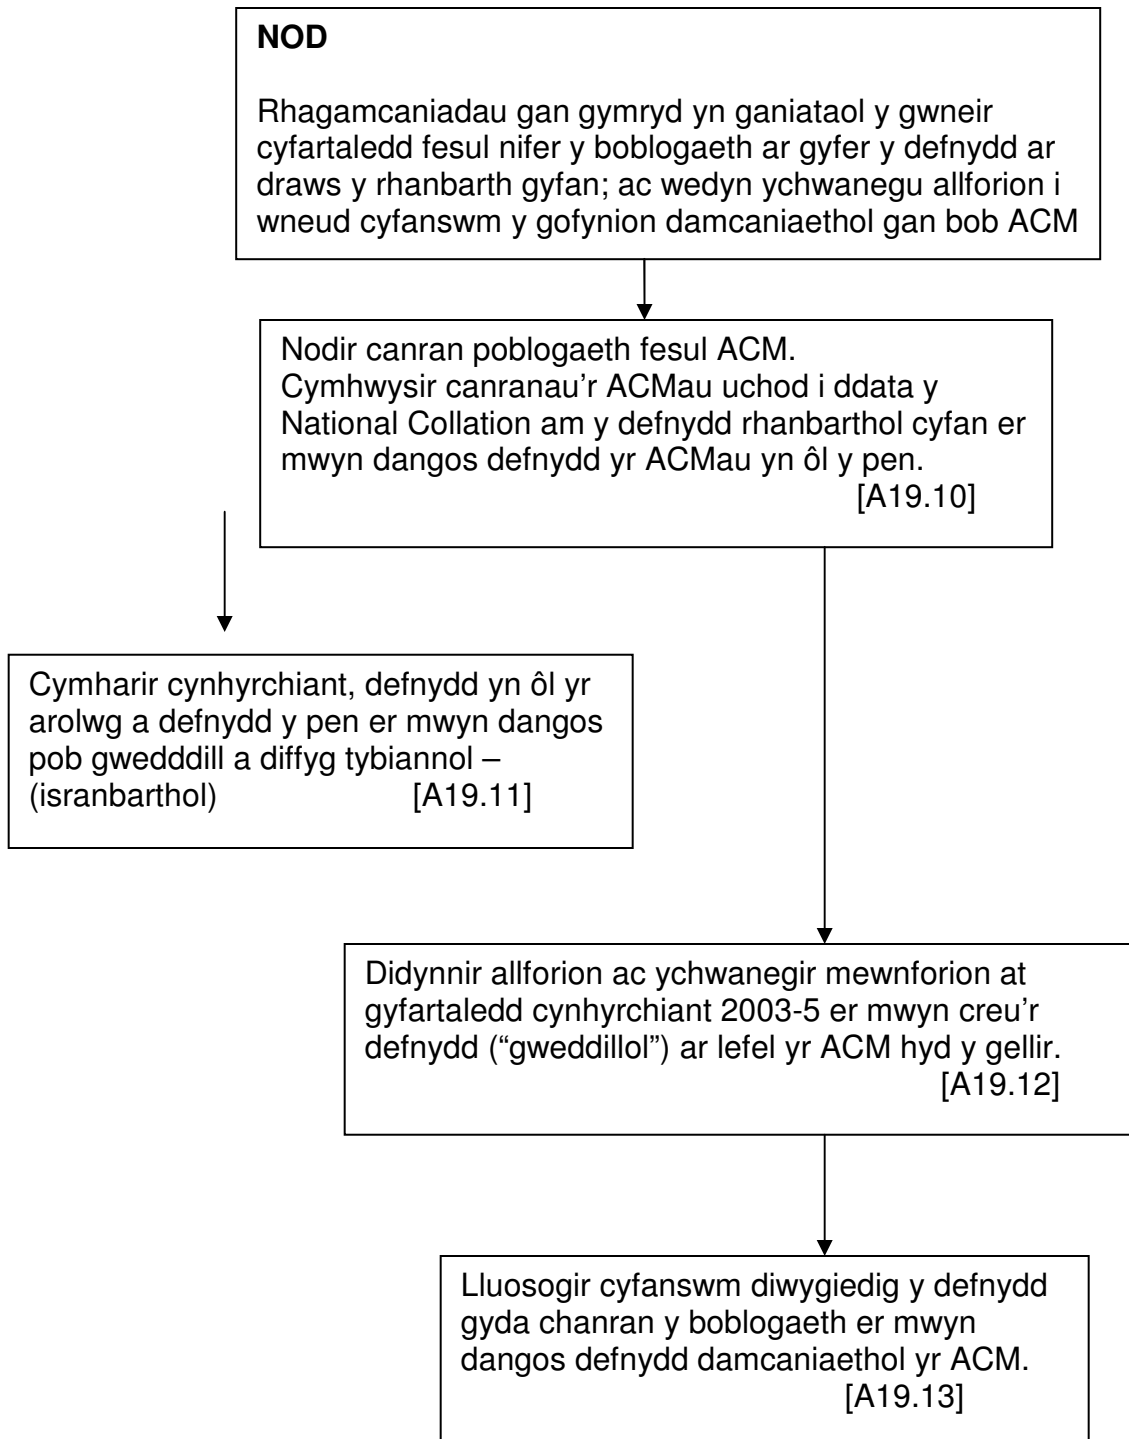 NOD
Rhagamcaniadau gan gymryd yn ganiataol y gwneir
cyfartaledd fesul nifer y boblogaeth ar gyfer y defnydd ar
draws y rhanbarth gyfan; ac wedyn ychwanegu allforion i
wneud cyfanswm y gofynion damcaniaethol gan bob ACM
Nodir canran poblogaeth fesul ACM.
Cymhwysir canranau'r ACMau uchod i ddata y
National Collation am y defnydd rhanbarthol cyfan er
mwyn dangos defnydd yr ACMau yn ôl y pen.
[A19.10]
Cymharir cynhyrchiant, defnydd yn ôl yr
arolwg a defnydd y pen er mwyn dangos
pob gwedddill a diffyg tybiannol –
(isranbarthol) [A19.11]
Didynnir allforion ac ychwanegir mewnforion at
gyfartaledd cynhyrchiant 2003-5 er mwyn creu'r
defnydd (“gweddillol”) ar lefel yr ACM hyd y gellir.
[A19.12]
Lluosogir cyfanswm diwygiedig y defnydd
gyda chanran y boblogaeth er mwyn
dangos defnydd damcaniaethol yr ACM.
[A19.13]